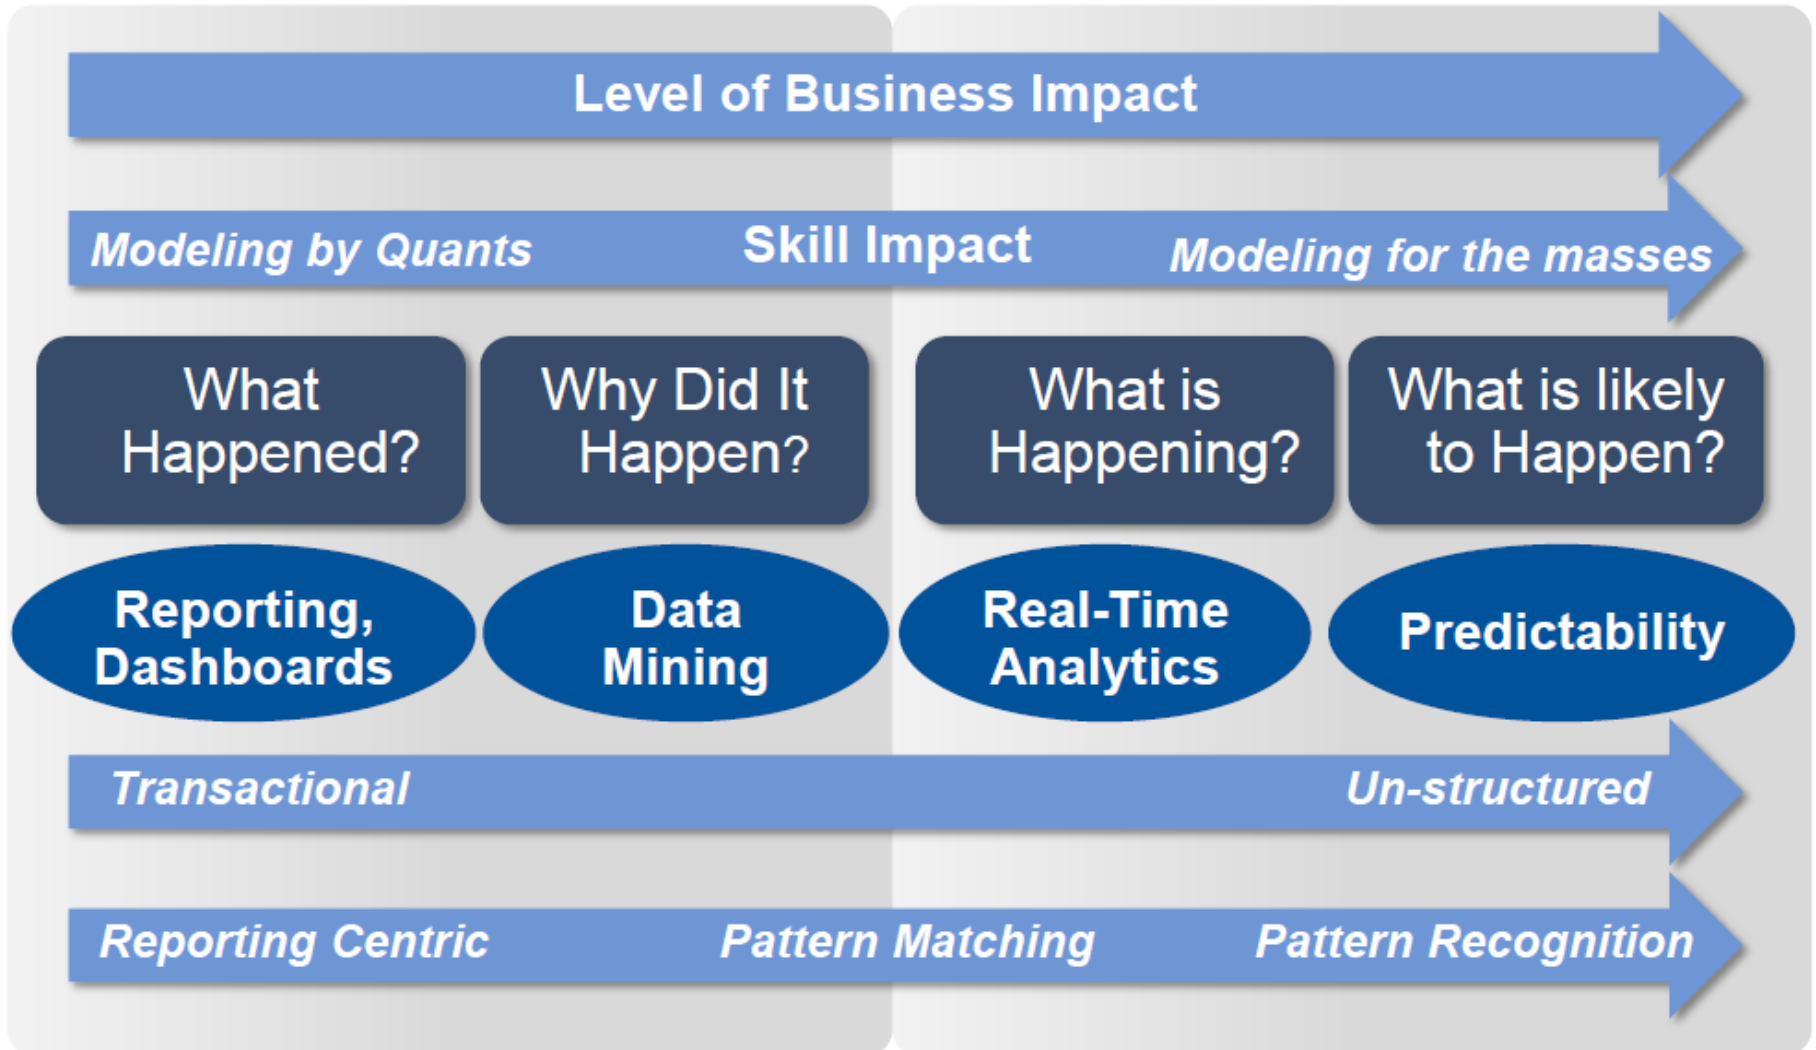 Level of Business Impact
Modeling by Quants
Skill Impact
Modeling for the masses
What
Happened?
Why Did It
Happen?
What is
Happening?
What is likely
to Happen?
Reporting,
Dashboards
Data
Mining
Real-Time
Analytics
Predictability
Transactional
Un-structured
Reporting Centric
Pattern Matching
Pattern Recognition